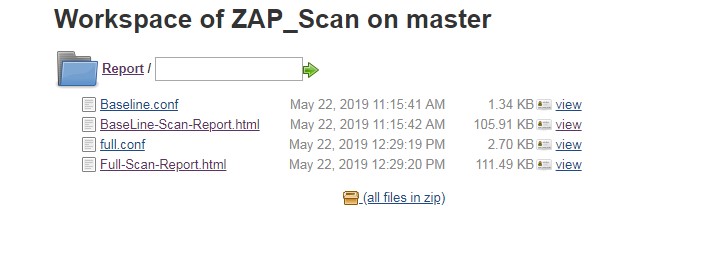 Workspace of ZAP_Scan on master
Report /
Baseline.conf May 22, 2019 11:15:41 AM 1.34 KB view
BaseLine-Scan-Report.html May 22, 2019 11:15:42 AM 105.91 KB view
full.conf May 22, 2019 12:29:19 PM 2.70 KB view
Full-Scan-Report.html May 22, 2019 12:29:20 PM 111.49 KB view
(all files in zip)